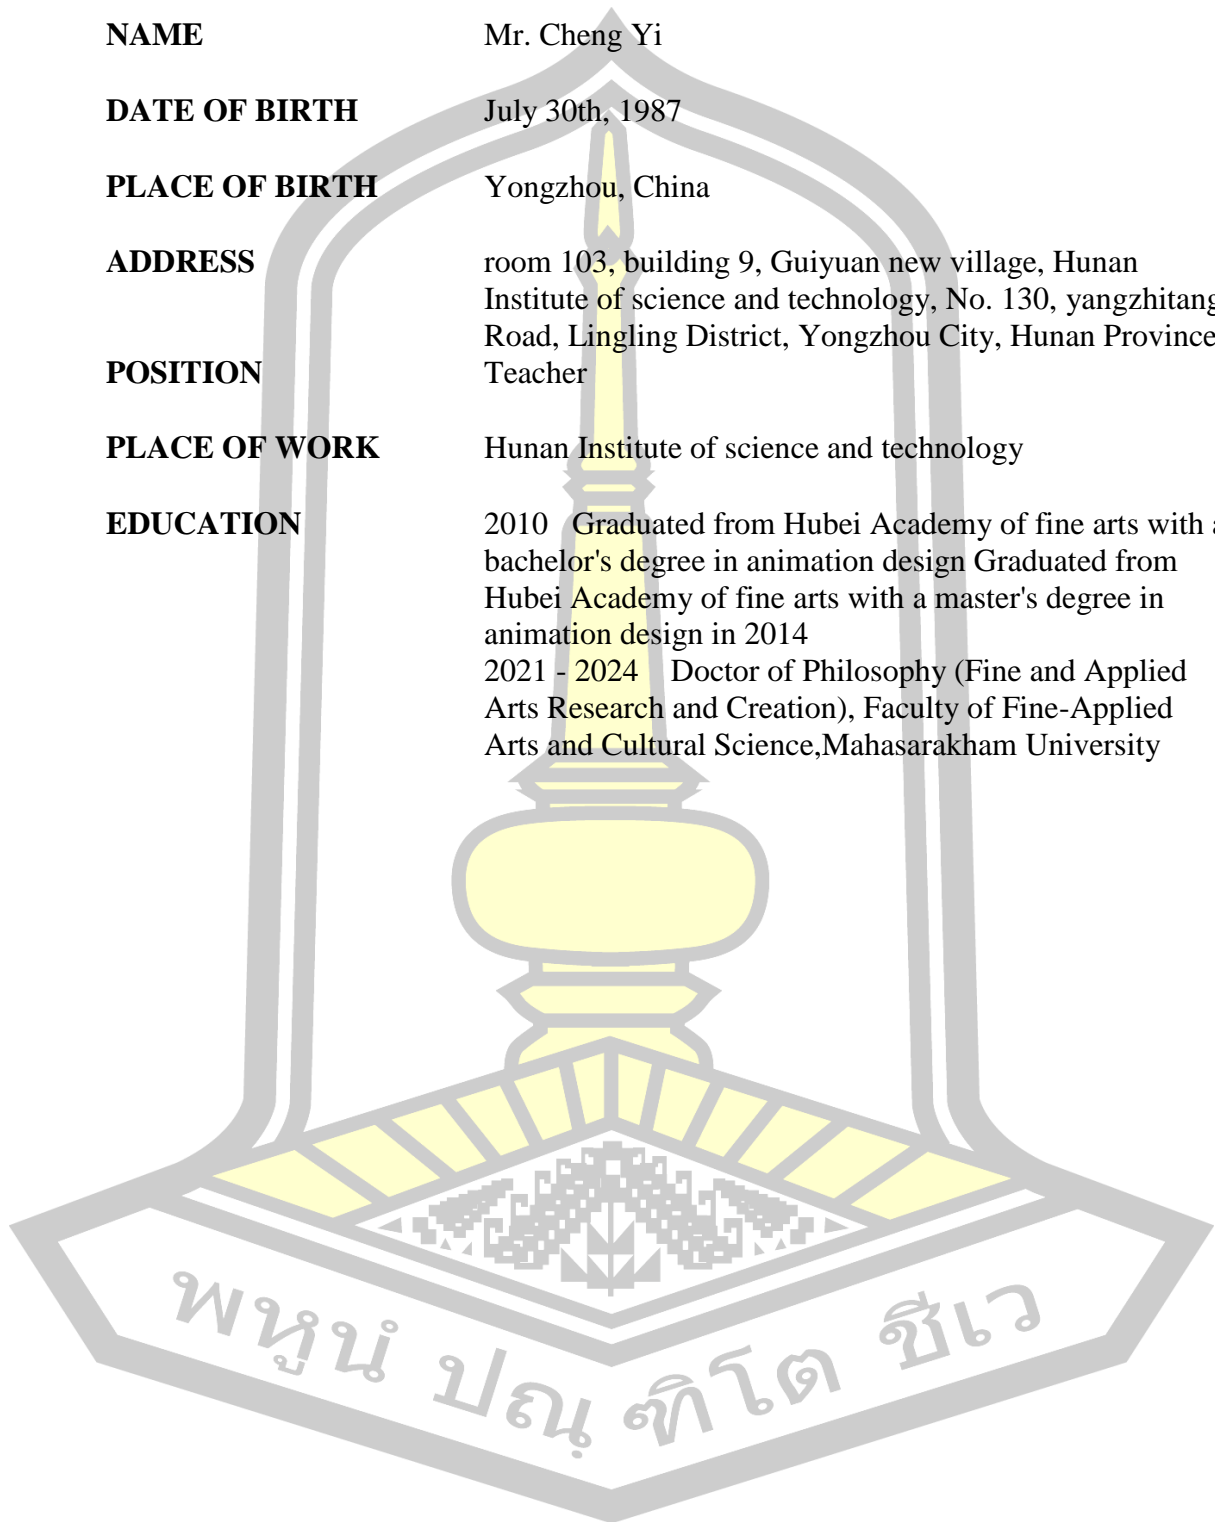 NAME Mr. Cheng Yi
DATE OF BIRTH July 30th, 1987
PLACE OF BIRTH Yongzhou, China
ADDRESS room 103, building 9, Guiyuan new village, Hunan
Institute of science and technology, No. 130, yangzhitang
Road, Lingling District, Yongzhou City, Hunan Province
POSITION Teacher
PLACE OF WORK Hunan Institute of science and technology
EDUCATION 2010 Graduated from Hubei Academy of fine arts with a
bachelor's degree in animation design Graduated from
Hubei Academy of fine arts with a master's degree in
animation design in 2014
2021 - 2024 Doctor of Philosophy (Fine and Applied
Arts Research and Creation), Faculty of Fine-Applied
Arts and Cultural Science,Mahasarakham University
พหูนํ ปณฺฑิโต ชีเว